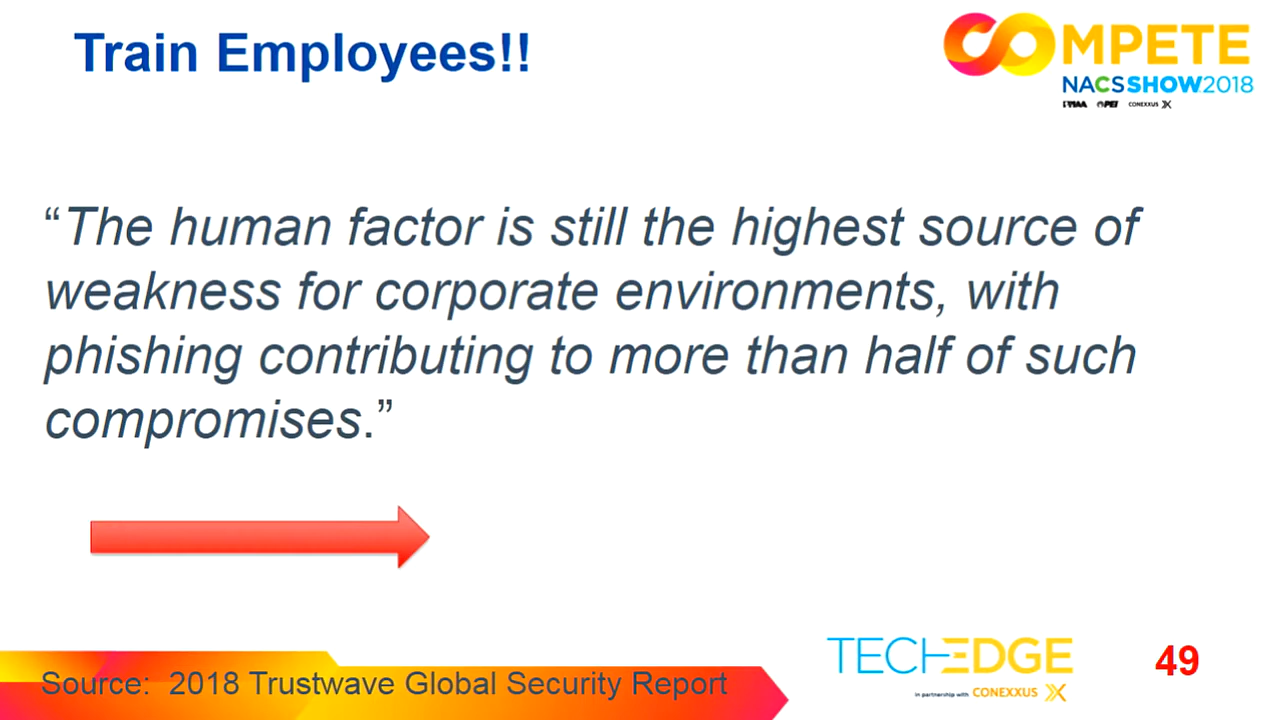 Train Employees!!
COMPETE
NACSSHOW2018
CONEXXUS
“The human factor is still the highest source of
weakness for corporate environments, with
phishing contributing to more than half of such
compromises.”
TECHEDGE
in partnership with CONEXXUS
49
Source: 2018 Trustwave Global Security Report